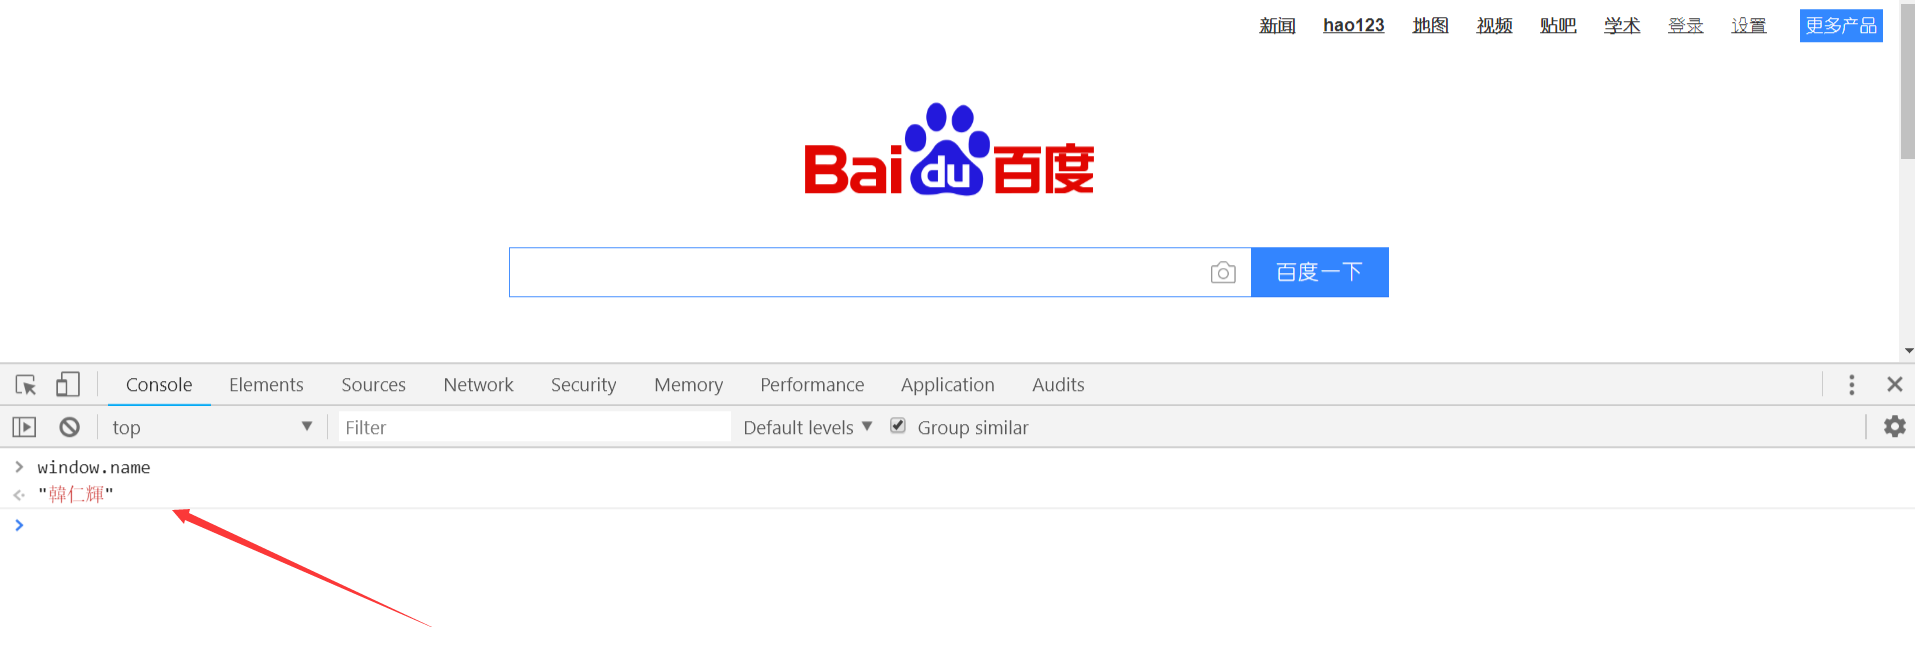 新闻 hao123 地图 视频 贴吧 学术 登录 设置 更多产品
Bai du 百度
百度一下
Console Elements Sources Network Security Memory Performance Application Audits
top Filter Default levels Group similar
window.name
"韓仁輝"